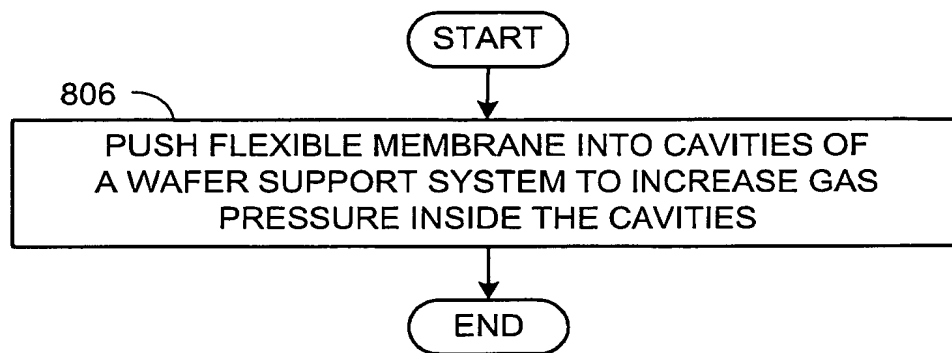 START
806
PUSH FLEXIBLE MEMBRANE INTO CAVITIES OF
A WAFER SUPPORT SYSTEM TO INCREASE GAS
PRESSURE INSIDE THE CAVITIES
END